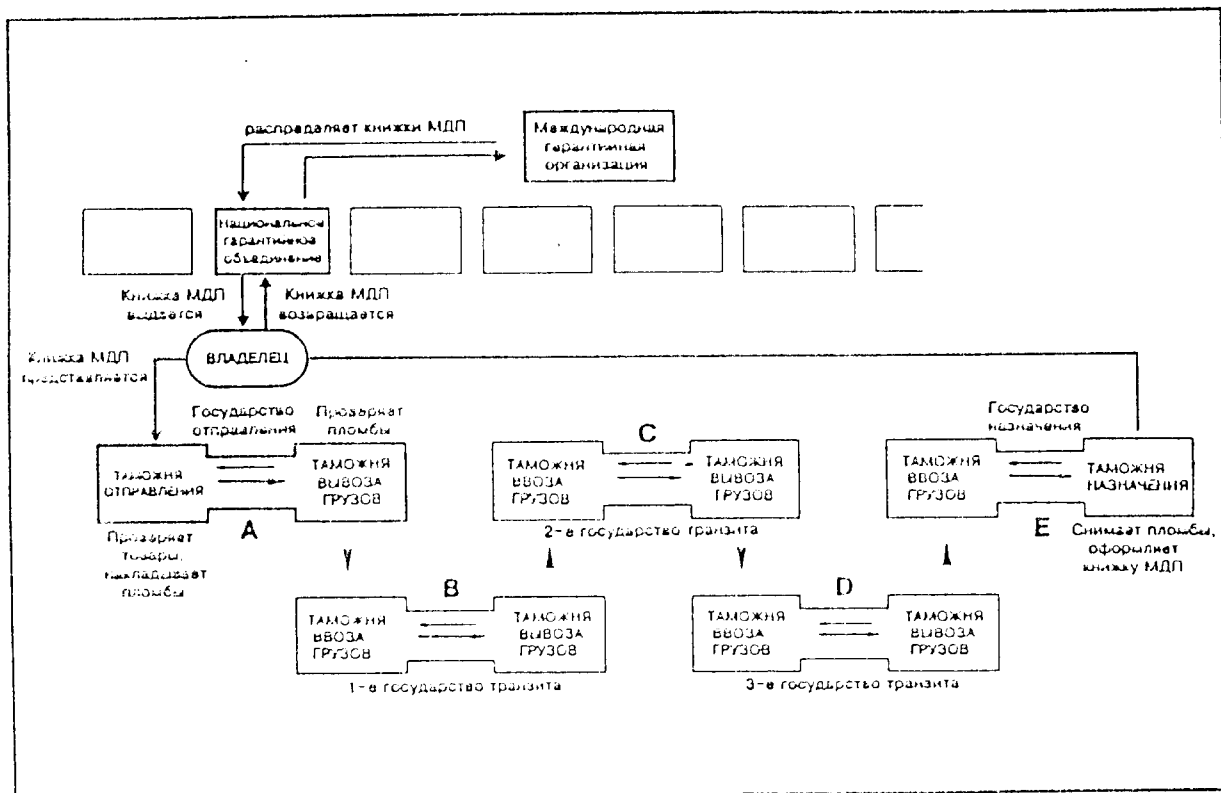 распределяет книжки МДП
Международная
гарантийная
организация
Национальное
гарантийное
объединение
Книжка МДП
выдается
Книжка МДП
возвращается
Книжка МДП
представляется
ВЛАДЕЛЕЦ
Государство
отправления
Проверяет
пломбы
ТАМОЖНЯ
ОТПРАВЛЕНИЯ
ТАМОЖНЯ
ВЫВОЗА
ГРУЗОВ
A
Проверяет
товары,
накладывает
пломбы
C
ТАМОЖНЯ
ВВОЗА
ГРУЗОВ
ТАМОЖНЯ
ВЫВОЗА
ГРУЗОВ
2-е государство транзита
Государство
назначения
ТАМОЖНЯ
ВВОЗА
ГРУЗОВ
ТАМОЖНЯ
НАЗНАЧЕНИЯ
E
Снимает пломбы,
оформляет
книжку МДП
B
ТАМОЖНЯ
ВВОЗА
ГРУЗОВ
ТАМОЖНЯ
ВЫВОЗА
ГРУЗОВ
1-е государство транзита
D
ТАМОЖНЯ
ВВОЗА
ГРУЗОВ
ТАМОЖНЯ
ВЫВОЗА
ГРУЗОВ
3-е государство транзита